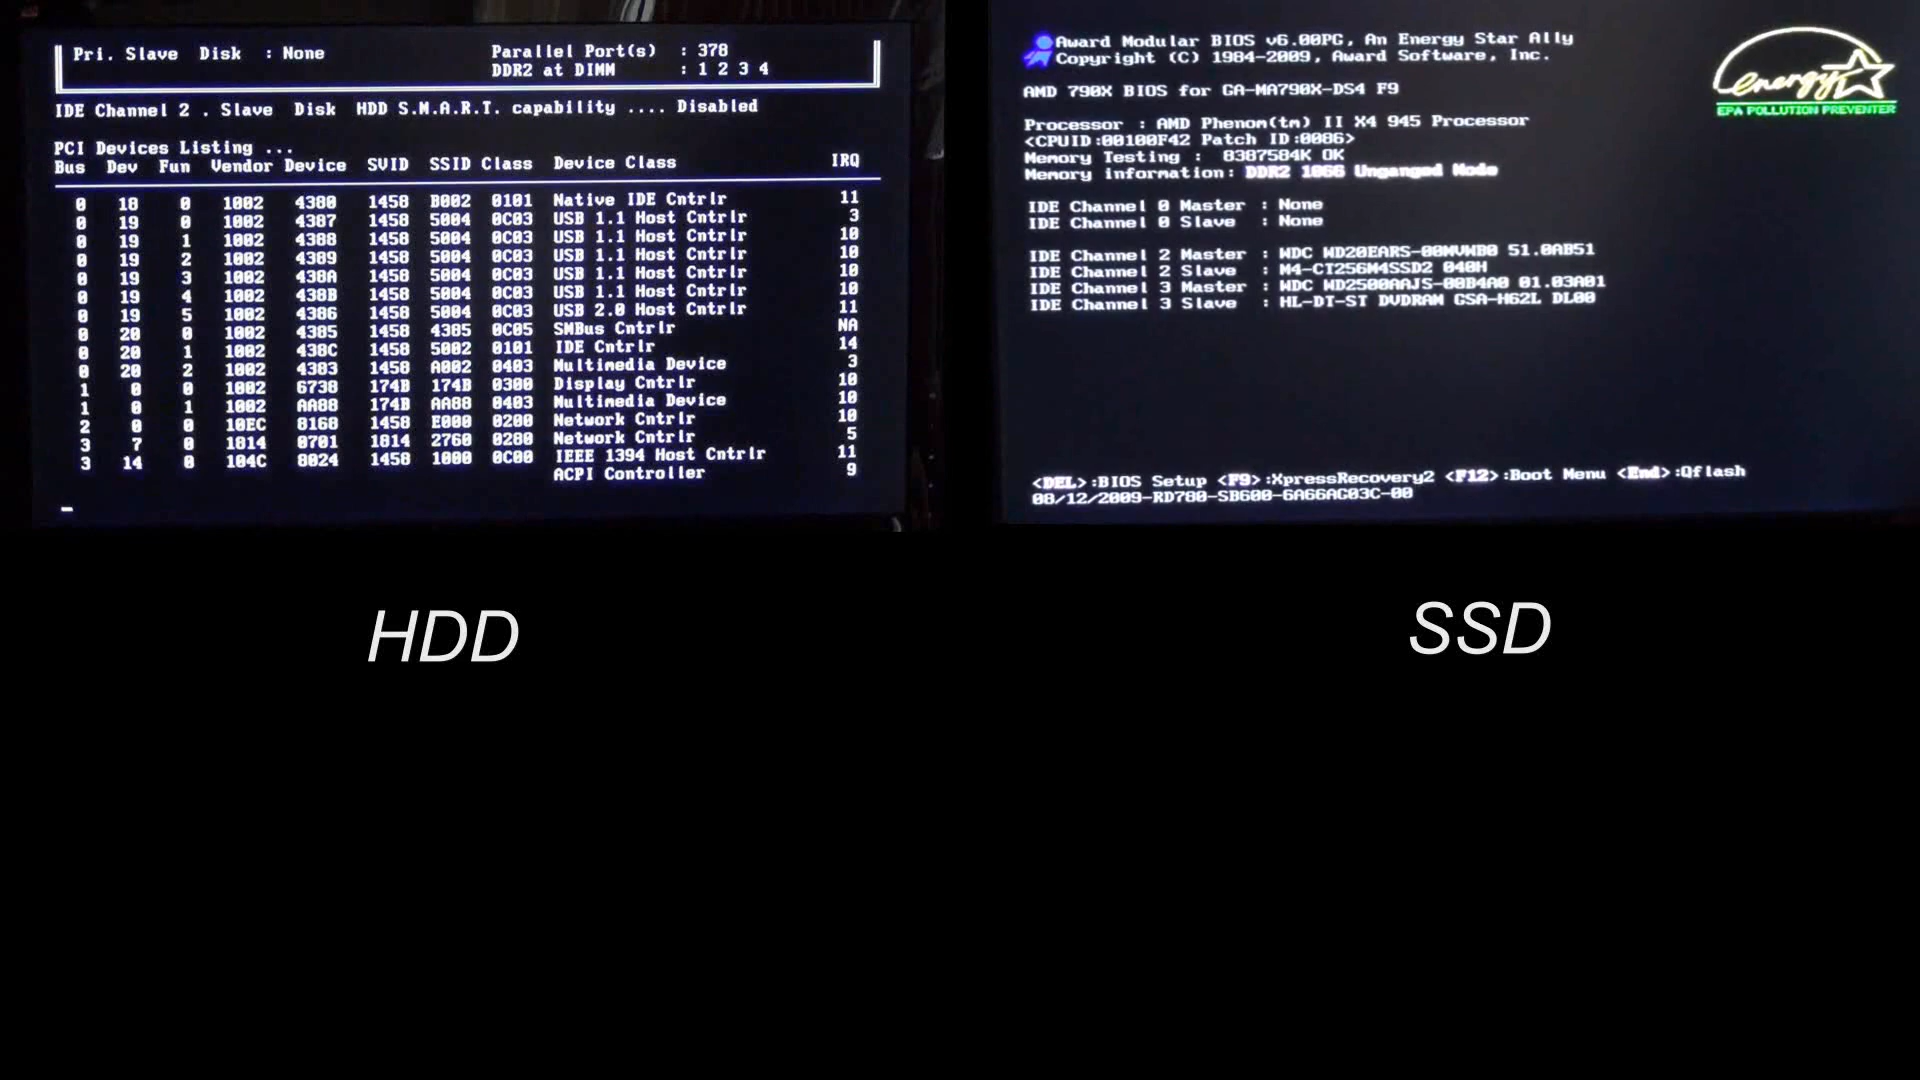 Pri. Slave Disk : None Parallel Port(s) : 378
DDR2 at DIMM : 1 2 3 4
IDE Channel 2 . Slave Disk HDD S.M.A.R.T. capability .... Disabled
PCI Devices Listing ...
Bus Dev Fun Vendor Device SVID SSID Class Device Class IRQ
0 18 0 1002 4380 1458 B002 0101 Native IDE Cntrlr 11
0 19 0 1002 4387 1458 5004 0C03 USB 1.1 Host Cntrlr 3
0 19 1 1002 4388 1458 5004 0C03 USB 1.1 Host Cntrlr 10
0 19 2 1002 4389 1458 5004 0C03 USB 1.1 Host Cntrlr 10
0 19 3 1002 438A 1458 5004 0C03 USB 1.1 Host Cntrlr 10
0 19 4 1002 438B 1458 5004 0C03 USB 1.1 Host Cntrlr 10
0 19 5 1002 4386 1458 5004 0C03 USB 2.0 Host Cntrlr 11
0 20 0 1002 4385 1458 4385 0C05 SMBus Cntrlr NA
0 20 1 1002 438C 1458 5002 0101 IDE Cntrlr 14
0 20 2 1002 4383 1458 A002 0403 Multimedia Device 3
1 0 0 1002 6738 174B 174B 0300 Display Cntrlr 10
1 0 1 1002 AA88 174B AA88 0403 Multimedia Device 10
2 0 0 10EC 8168 1458 E000 0200 Network Cntrlr 10
3 7 0 1814 0701 1814 2760 0280 Network Cntrlr 5
3 14 0 104C 8024 1458 1000 0C00 IEEE 1394 Host Cntrlr 11
ACPI Controller 9
Award Modular BIOS v6.00PG, An Energy Star Ally
Copyright (C) 1984-2009, Award Software, Inc.
energy
EPA POLLUTION PREVENTER
AMD 790X BIOS for GA-MA790X-DS4 F9
Processor : AMD Phenom(tm) II X4 945 Processor
<CPUID:00100F42 Patch ID:0086>
Memory Testing : 8387584K OK
Memory information: DDR2 1066 Unganged Mode
IDE Channel 0 Master : None
IDE Channel 0 Slave : None
IDE Channel 2 Master : WDC WD20EARS-00MVWB0 51.0AB51
IDE Channel 2 Slave : M4-CT256M4SSD2 040H
IDE Channel 3 Master : WDC WD2500AAJS-00B4A0 01.03A01
IDE Channel 3 Slave : HL-DT-ST DVDRAM GSA-H62L DL00
<DEL>:BIOS Setup <F9>:XpressRecovery2 <F12>:Boot Menu <End>:Qflash
08/12/2009-RD780-SB600-6A66AG03C-00
HDD
SSD